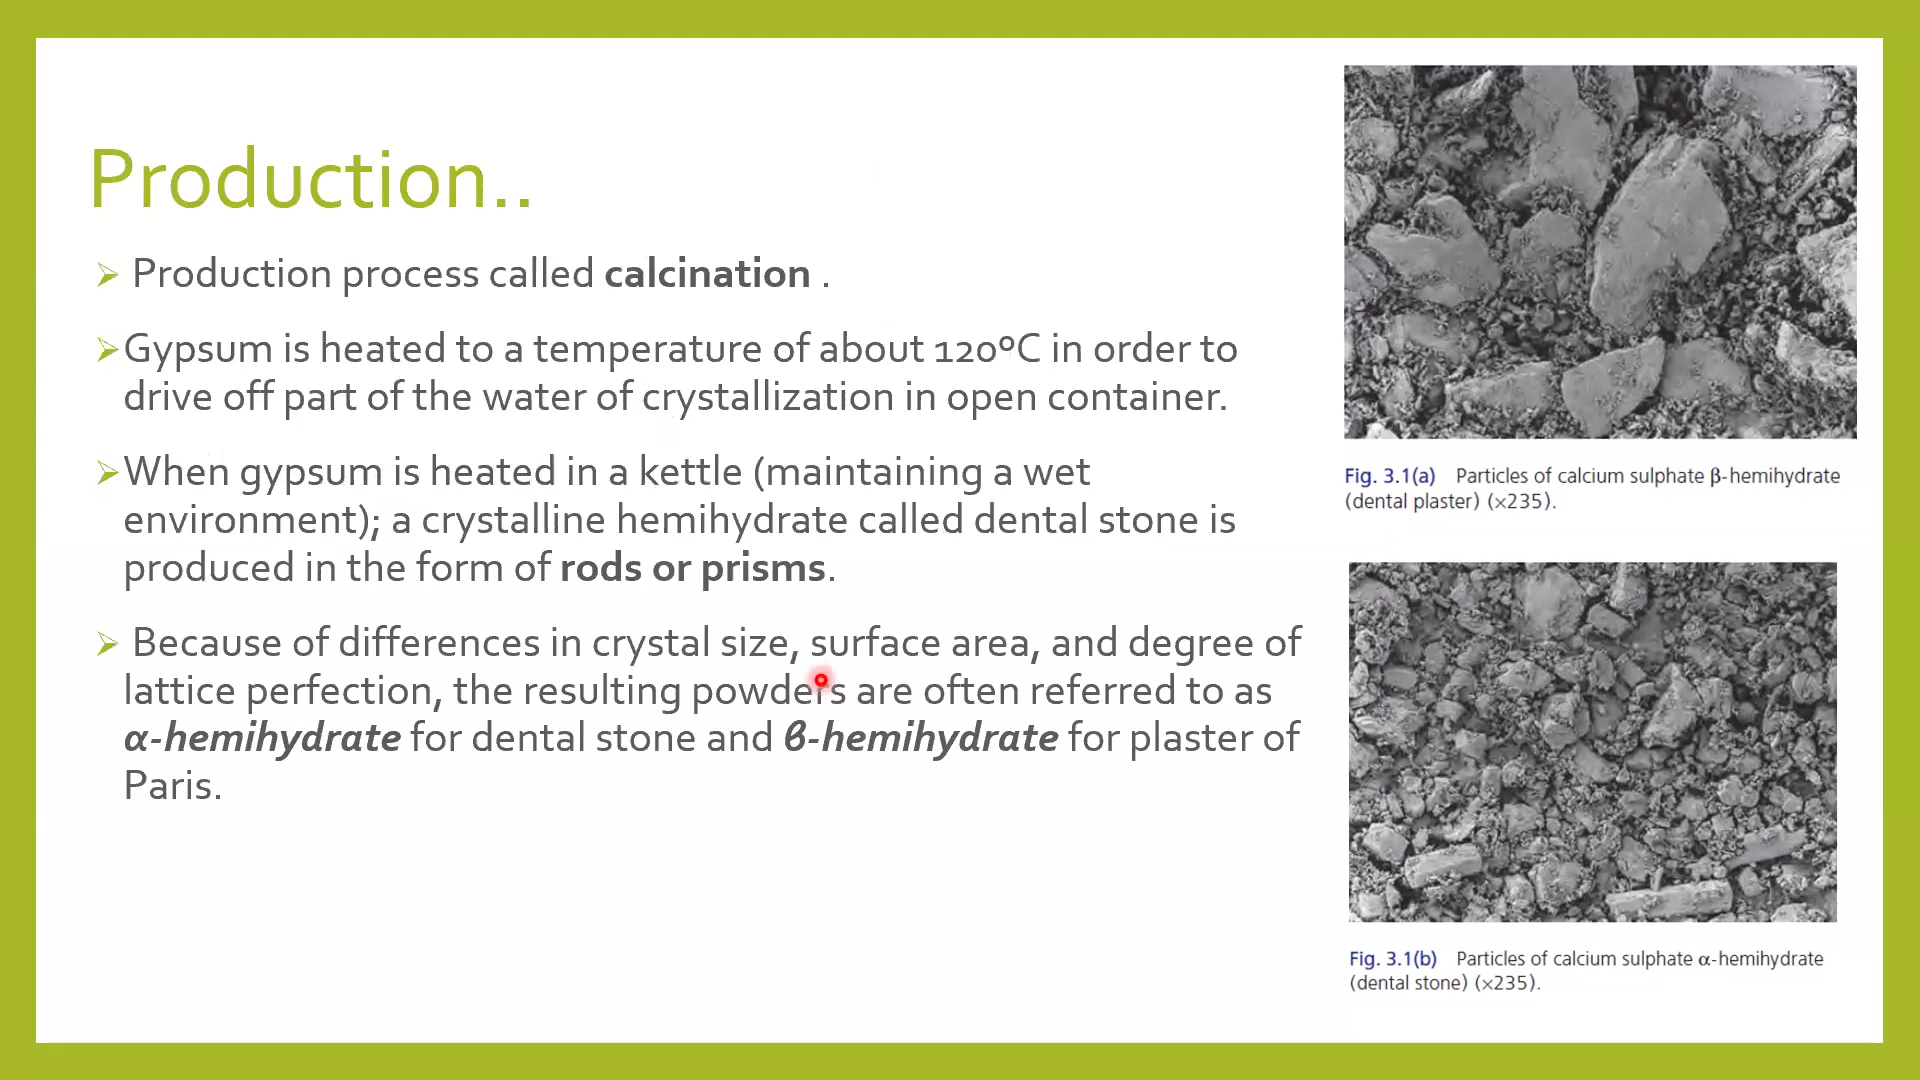 Production..
➢ Production process called calcination .
➢Gypsum is heated to a temperature of about 120ºC in order to
drive off part of the water of crystallization in open container.
➢When gypsum is heated in a kettle (maintaining a wet
environment); a crystalline hemihydrate called dental stone is
produced in the form of rods or prisms.
➢ Because of differences in crystal size, surface area, and degree of
lattice perfection, the resulting powders are often referred to as
α-hemihydrate for dental stone and β-hemihydrate for plaster of
Paris.
Fig. 3.1(a) Particles of calcium sulphate β-hemihydrate
(dental plaster) (×235).
Fig. 3.1(b) Particles of calcium sulphate α-hemihydrate
(dental stone) (×235).